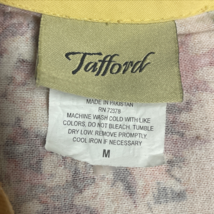 Tafford
MADE IN PAKISTAN
RN 72378
MACHINE WASH COLD WITH LIKE
COLORS, DO NOT BLEACH, TUMBLE
DRY LOW, REMOVE PROMPTLY,
COOL IRON IF NECESSARY
M